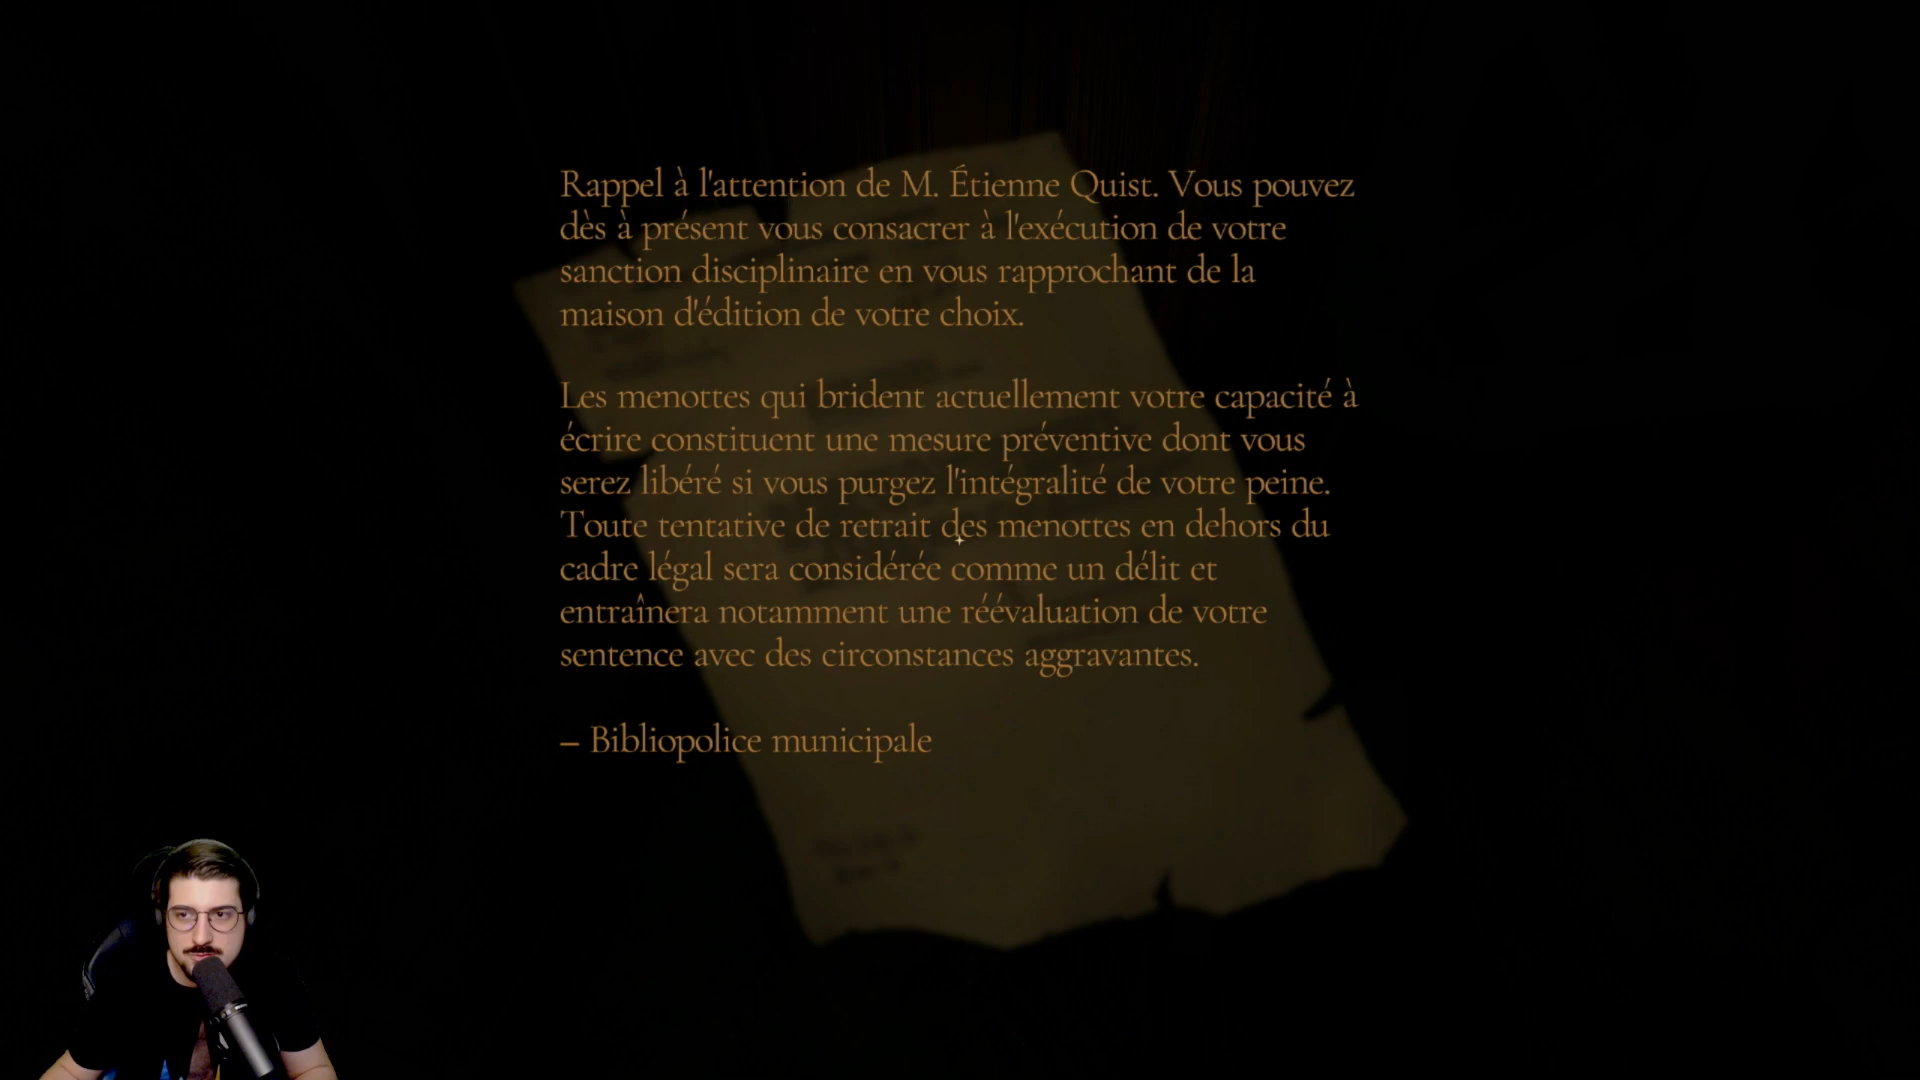 Rappel à l'attention de M. Étienne Quist. Vous pouvez
dès à présent vous consacrer à l'exécution de votre
sanction disciplinaire en vous rapprochant de la
maison d'édition de votre choix.
Les menottes qui brident actuellement votre capacité à
écrire constituent une mesure préventive dont vous
serez libéré si vous purgez l'intégralité de votre peine.
Toute tentative de retrait des menottes en dehors du
cadre légal sera considérée comme un délit et
entraînera notamment une réévaluation de votre
sentence avec des circonstances aggravantes.
– Bibliopolice municipale